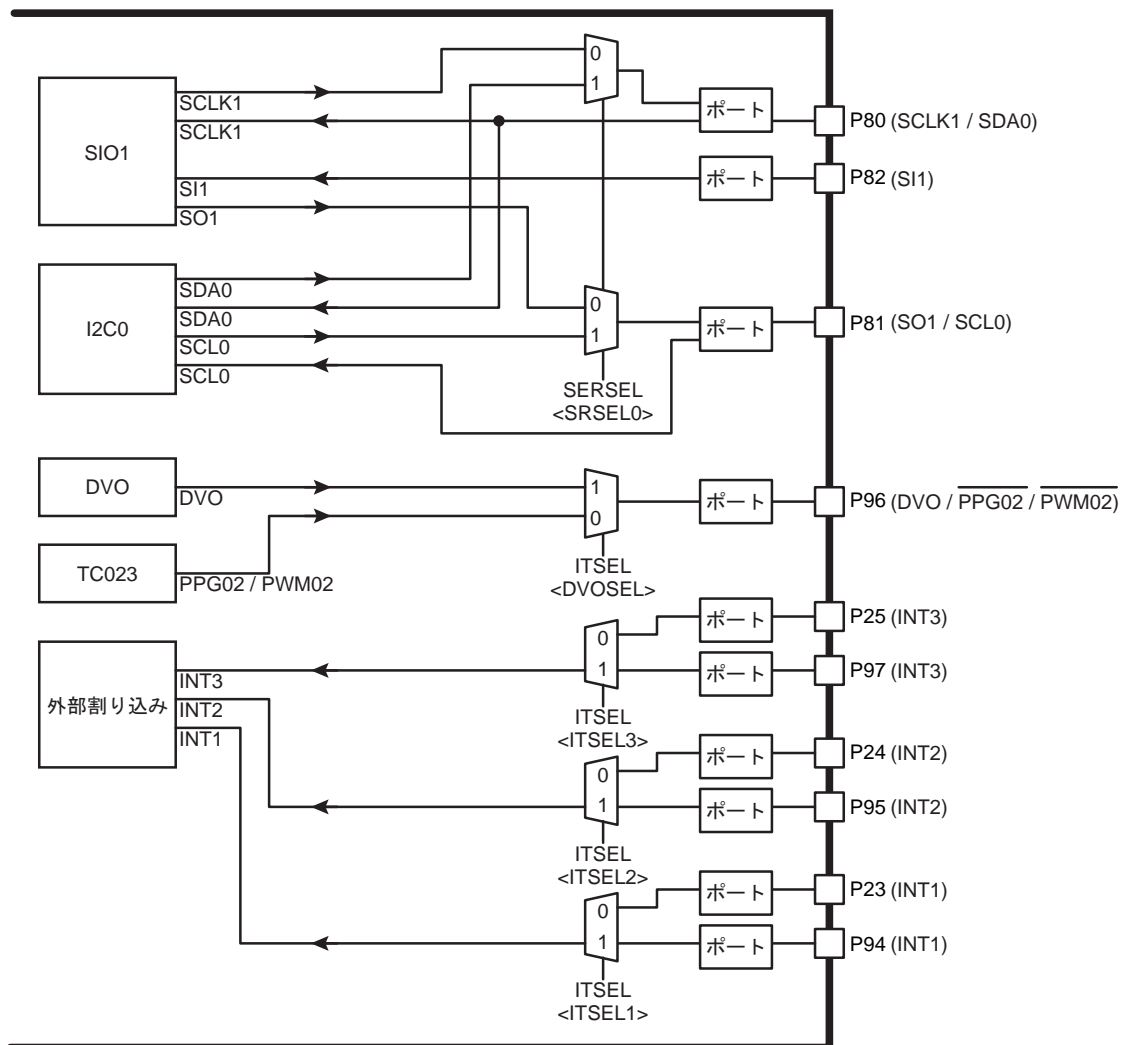 SIO1
SCLK1
SCLK1
SI1
SO1
0
1
ポート
P80 (SCLK1 / SDA0)
ポート
P82 (SI1)
I2C0
SDA0
SDA0
SCL0
SCL0
0
1
ポート
P81 (SO1 / SCL0)
SERSEL
<SRSEL0>
DVO
DVO
TC023
PPG02 / PWM02
1
0
ITSEL
<DVOSEL>
ポート
P96 (DVO / PPG02 / PWM02)
外部割り込み
INT3
INT2
INT1
0
1
ITSEL
<ITSEL3>
ポート
P25 (INT3)
ポート
P97 (INT3)
0
1
ITSEL
<ITSEL2>
ポート
P24 (INT2)
ポート
P95 (INT2)
0
1
ITSEL
<ITSEL1>
ポート
P23 (INT1)
ポート
P94 (INT1)